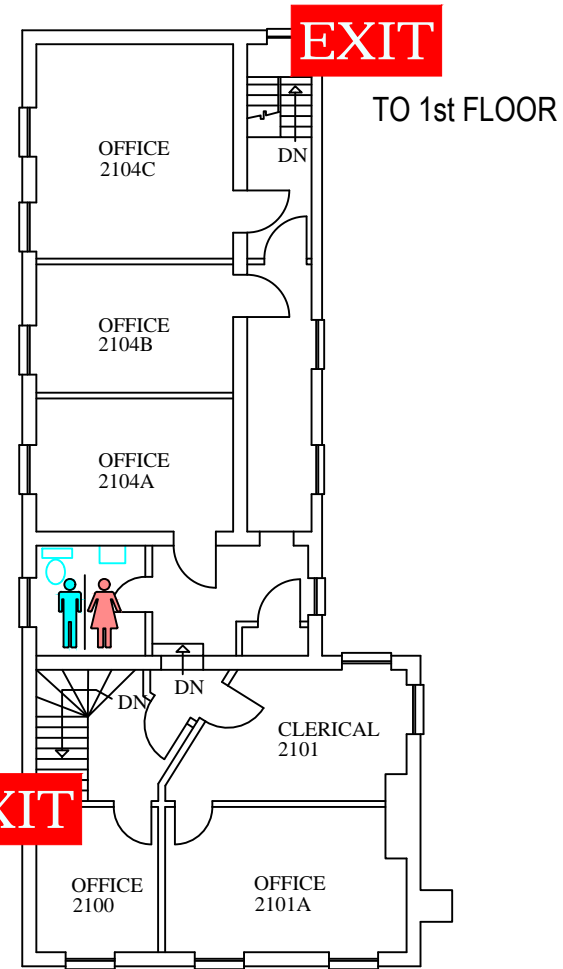 EXIT
TO 1st FLOOR
DN
OFFICE
2104C
OFFICE
2104B
OFFICE
2104A
DN
DN
CLERICAL
2101
XIT
OFFICE
2100
OFFICE
2101A